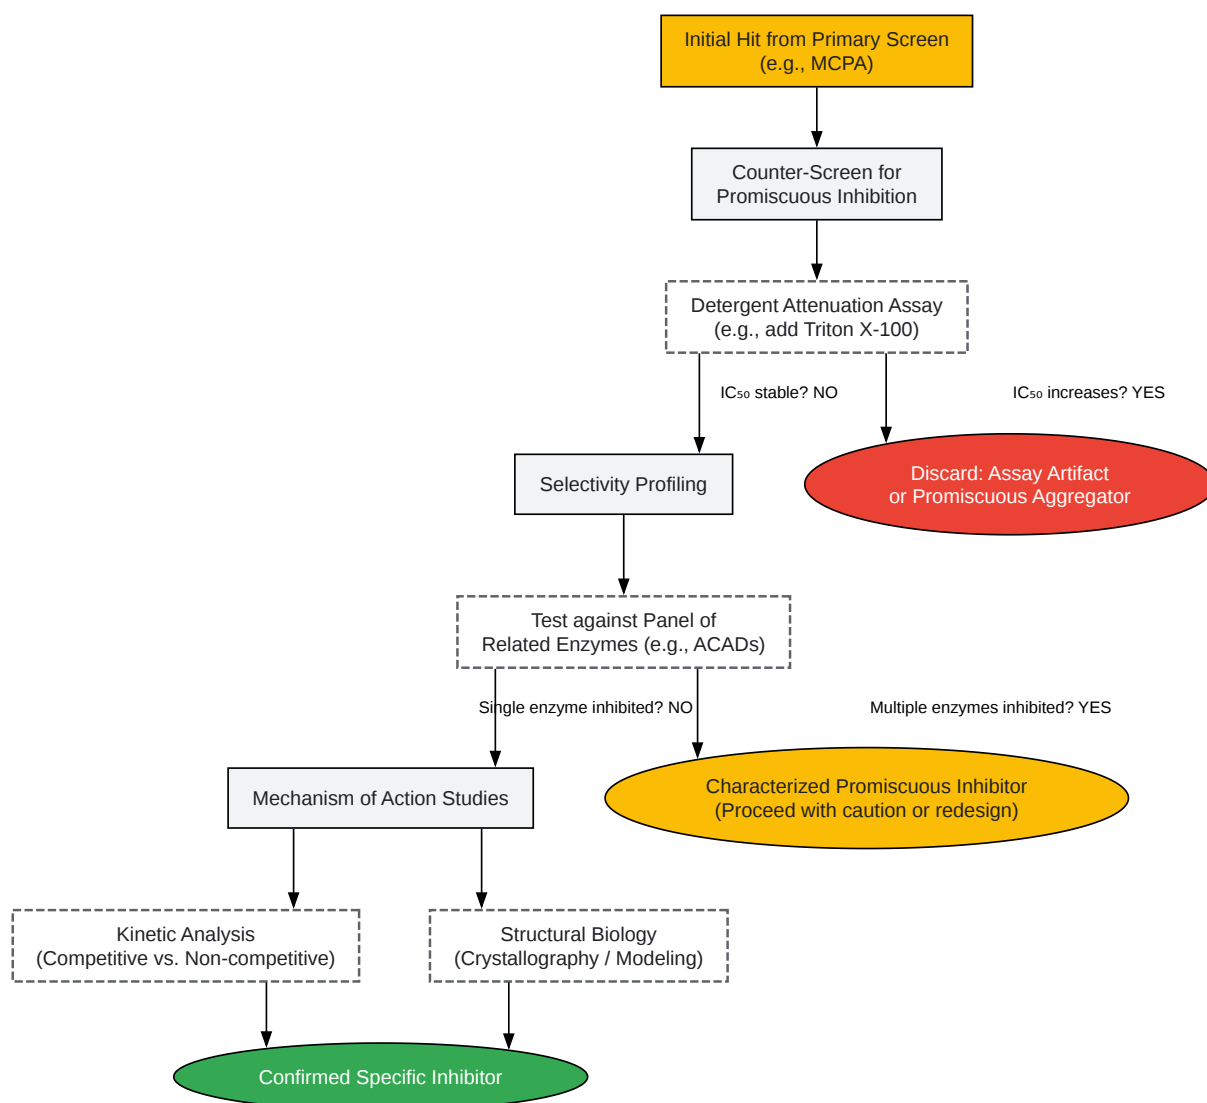 Initial Hit from Primary Screen
(e.g., MCPA)
Counter-Screen for
Promiscuous Inhibition
Detergent Attenuation Assay
(e.g., add Triton X-100)
IC₅₀ stable? NO
IC₅₀ increases? YES
Selectivity Profiling
Discard: Assay Artifact
or Promiscuous Aggregator
Test against Panel of
Related Enzymes (e.g., ACADs)
Single enzyme inhibited? NO
Multiple enzymes inhibited? YES
Mechanism of Action Studies
Characterized Promiscuous Inhibitor
(Proceed with caution or redesign)
Kinetic Analysis
(Competitive vs. Non-competitive)
Structural Biology
(Crystallography / Modeling)
Confirmed Specific Inhibitor